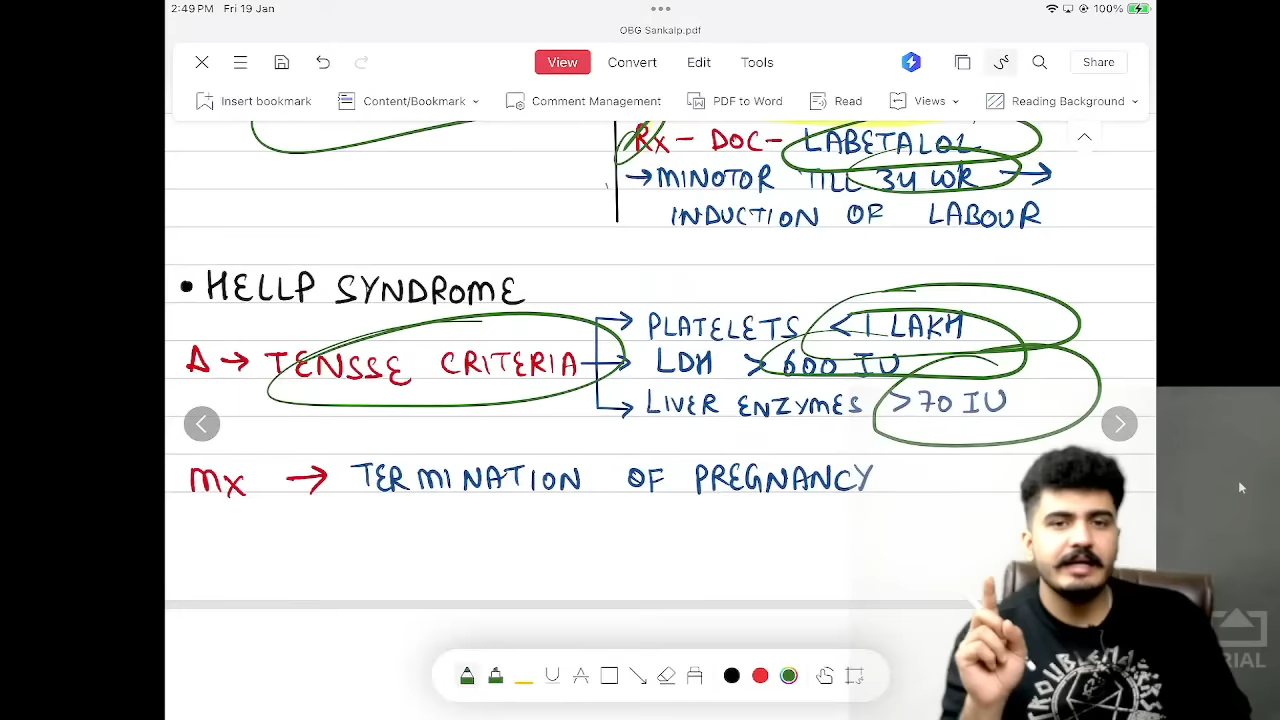 2:49 PM Fri 19 Jan
100%
OBG Sankalp.pdf
View Convert Edit Tools Share
Insert bookmark Content/Bookmark Comment Management PDF to Word Read Views Reading Background
Rx - DOC- LABETALOL
→ MINOTOR TILL 34 WK →
INDUCTION OF LABOUR
• HELLP SYNDROME
PLATELETS < 1 LAKH
Δ → TENSSE CRITERIA → LDH > 600 IU
LIVER ENZYMES > 70 IU
Mx → TERMINATION OF PREGNANCY